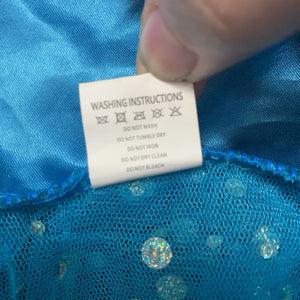 WASHING INSTRUCTIONS
DO NOT WASH
DO NOT TUMBLE DRY
DO NOT IRON
DO NOT DRY CLEAN
DO NOT BLEACH